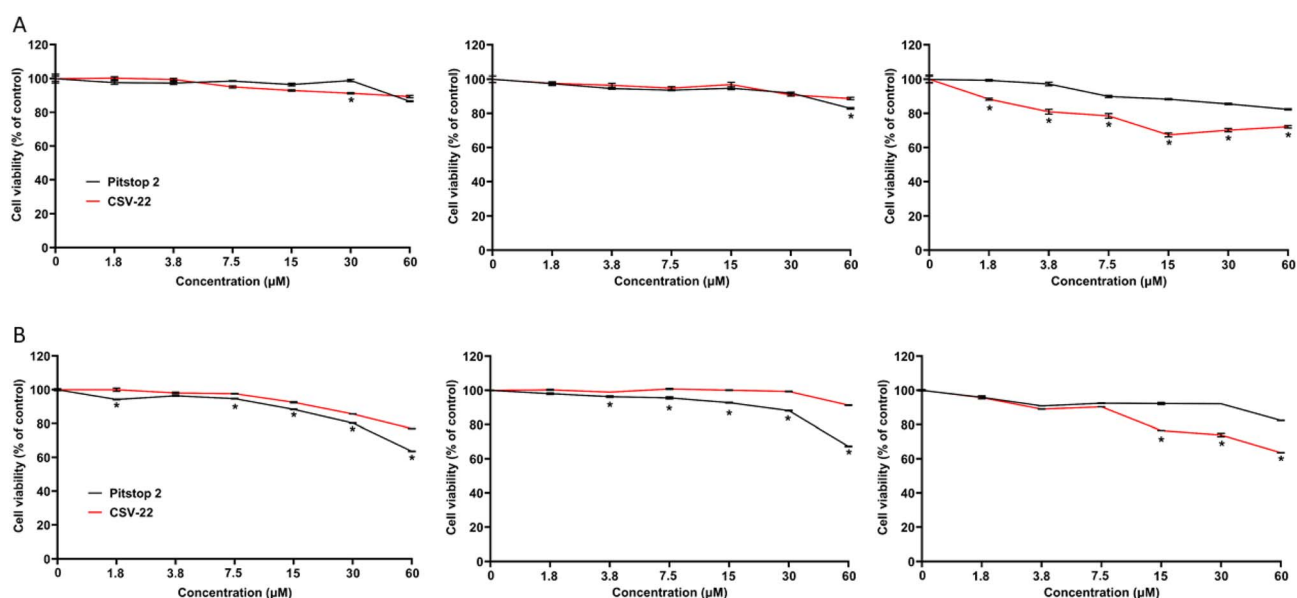 A
120
100
80
60
40
20
0
Cell viability (% of control)
Pitstop 2
CSV-22
*
0 1.8 3.8 7.5 15 30 60
Concentration (µM)
120
100
80
60
40
20
0
Cell viability (% of control)
*
0 1.8 3.8 7.5 15 30 60
Concentration (µM)
120
100
80
60
40
20
0
Cell viability (% of control)
* * * * * *
0 1.8 3.8 7.5 15 30 60
Concentration (µM)
B
120
100
80
60
40
20
0
Cell viability (% of control)
Pitstop 2
CSV-22
* * * * *
0 1.8 3.8 7.5 15 30 60
Concentration (µM)
120
100
80
60
40
20
0
Cell viability (% of control)
* * * * *
0 1.8 3.8 7.5 15 30 60
Concentration (µM)
120
100
80
60
40
20
0
Cell viability (% of control)
* * *
0 1.8 3.8 7.5 15 30 60
Concentration (µM)